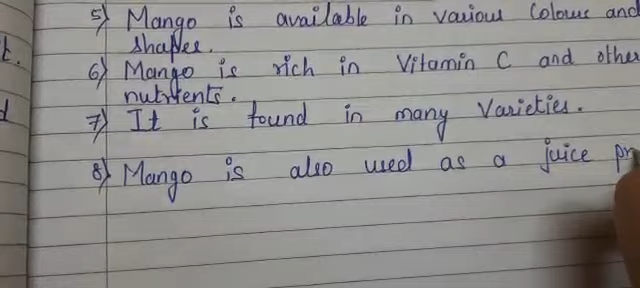 5) Mango is available in various Colours and
shapes.
6) Mango is rich in Vitamin C and other
nutrients.
7) It is found in many Varieties.
8) Mango is also used as a juice pr